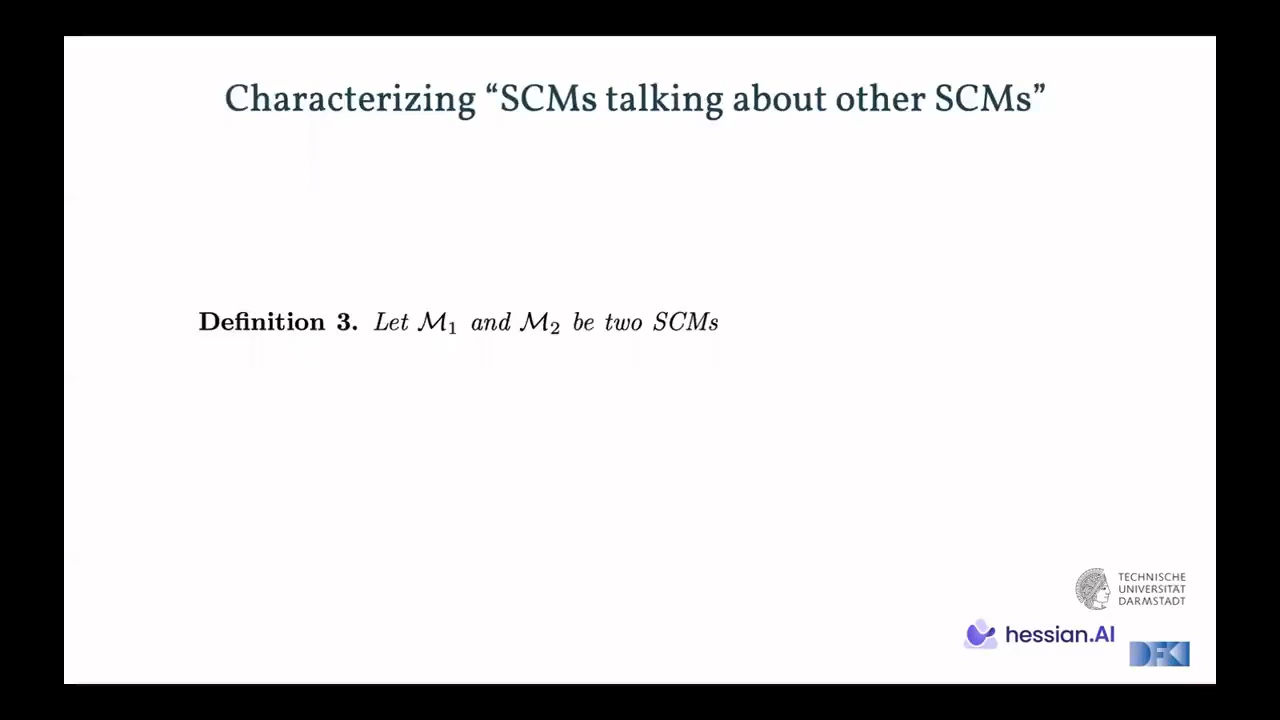 Characterizing “SCMs talking about other SCMs”
Definition 3. Let M₁ and M₂ be two SCMs
TECHNISCHE
UNIVERSITÄT
DARMSTADT
hessian.AI
DFKI